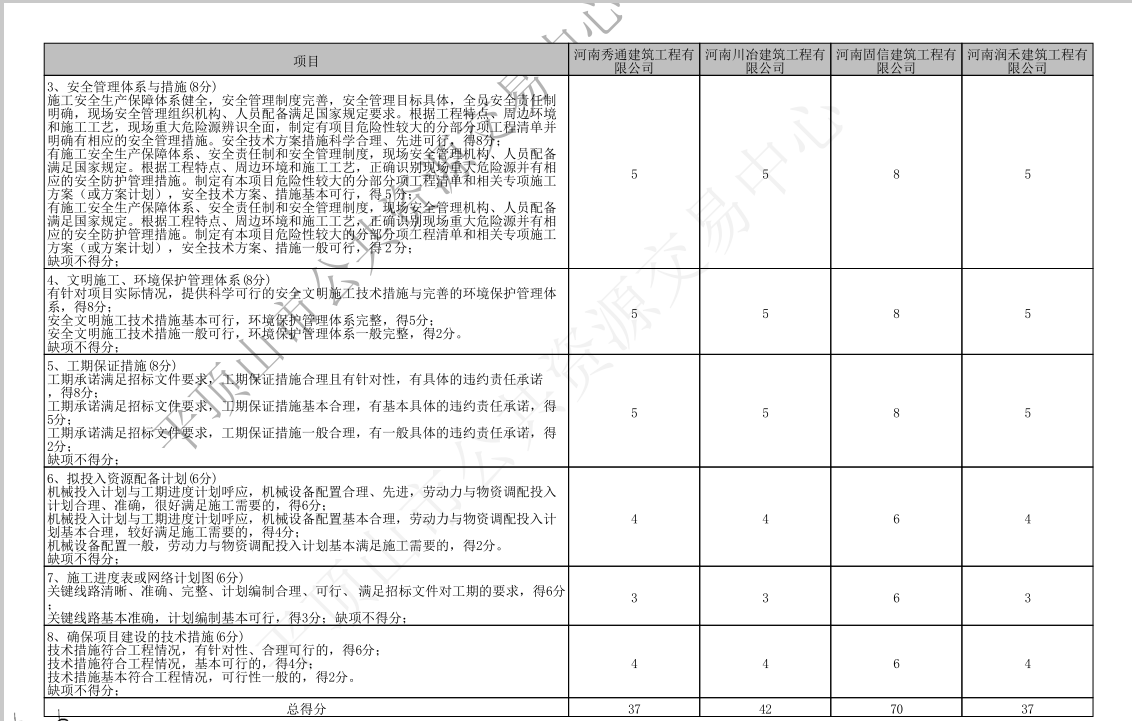 项目
河南秀通建筑工程有
限公司
河南川冶建筑工程有
限公司
河南固信建筑工程有
限公司
河南润禾建筑工程有
限公司
3、安全管理体系与措施(8分)
施工安全生产保障体系健全，安全管理制度完善，安全管理目标具体，全员安全责任制
明确，现场安全管理组织机构、人员配备满足国家规定要求。根据工程特点、周边环境
和施工工艺，现场重大危险源辨识全面，制定有项目危险性较大的分部分项工程清单并
明确有相应的安全管理措施。安全技术方案措施科学合理、先进可行，得8分；
有施工安全生产保障体系、安全责任制和安全管理制度，现场安全管理机构、人员配备
满足国家规定。根据工程特点、周边环境和施工工艺，正确识别现场重大危险源并有相
应的安全防护管理措施。制定有本项目危险性较大的分部分项工程清单和相关专项施工
方案（或方案计划），安全技术方案、措施基本可行，得5分；
有施工安全生产保障体系、安全责任制和安全管理制度，现场安全管理机构、人员配备
满足国家规定。根据工程特点、周边环境和施工工艺，正确识别现场重大危险源并有相
应的安全防护管理措施。制定有本项目危险性较大的分部分项工程清单和相关专项施工
方案（或方案计划），安全技术方案、措施一般可行，得2分；
缺项不得分；
5
5
8
5
4、文明施工、环境保护管理体系(8分)
有针对项目实际情况，提供科学可行的安全文明施工技术措施与完善的环境保护管理体
系，得8分；
安全文明施工技术措施基本可行，环境保护管理体系完整，得5分；
安全文明施工技术措施一般可行，环境保护管理体系一般完整，得2分。
缺项不得分；
5
5
8
5
5、工期保证措施(8分)
工期承诺满足招标文件要求，工期保证措施合理且有针对性，有具体的违约责任承诺
，得8分；
工期承诺满足招标文件要求，工期保证措施基本合理，有基本具体的违约责任承诺，得
5分；
工期承诺满足招标文件要求，工期保证措施一般合理，有一般具体的违约责任承诺，得
2分；
缺项不得分；
5
5
8
5
6、拟投入资源配备计划(6分)
机械投入计划与工期进度计划呼应，机械设备配置合理、先进，劳动力与物资调配投入
计划合理、准确，很好满足施工需要的，得6分；
机械投入计划与工期进度计划呼应，机械设备配置基本合理，劳动力与物资调配投入计
划基本合理，较好满足施工需要的，得4分；
机械设备配置一般，劳动力与物资调配投入计划基本满足施工需要的，得2分。
缺项不得分；
4
4
6
4
7、施工进度表或网络计划图(6分)
关键线路清晰、准确、完整、计划编制合理、可行、满足招标文件对工期的要求，得6分
；
关键线路基本准确，计划编制基本可行，得3分；缺项不得分；
3
3
6
3
8、确保项目建设的技术措施(6分)
技术措施符合工程情况，有针对性、合理可行的，得6分；
技术措施符合工程情况，基本可行的，得4分；
技术措施基本符合工程情况，可行性一般的，得2分。
缺项不得分；
4
4
6
4
总得分
37
42
70
37
平顶山市公共资源交易中心
平顶山市公共资源交易中心